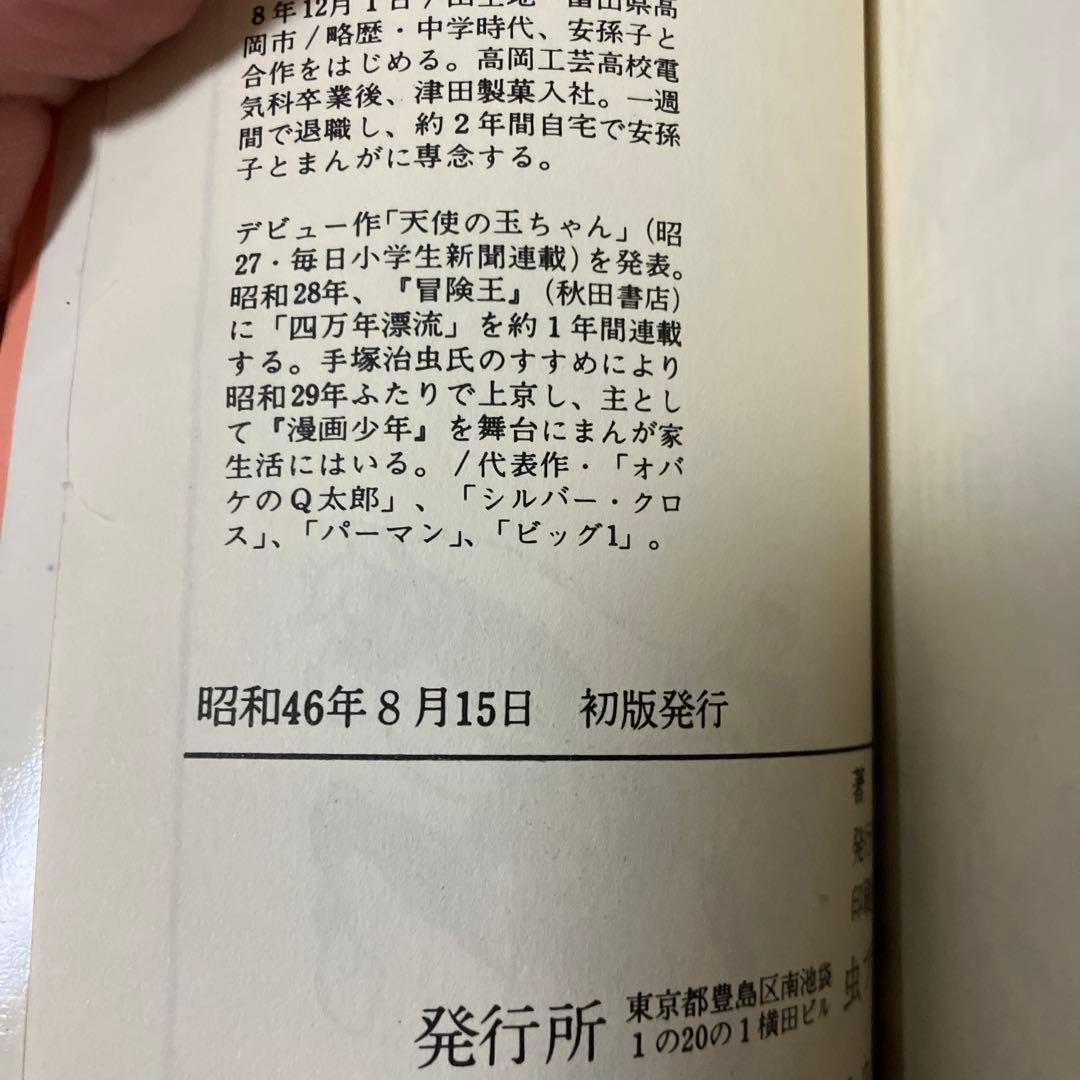 8年12月1日/出生地・富山県高
岡市/略歴・中学時代、安孫子と
合作をはじめる。高岡工芸高校電
気科卒業後、津田製菓入社。一週
間で退職し、約2年間自宅で安孫
子とまんがに専念する。
デビュー作「天使の玉ちゃん」(昭
27・毎日小学生新聞連載)を発表。
昭和28年、『冒険王』(秋田書店)
に「四万年漂流」を約1年間連載
する。手塚治虫氏のすすめにより
昭和29年ふたりで上京し、主とし
て『漫画少年』を舞台にまんが家
生活にはいる。/代表作・「オバ
ケのQ太郎」、「シルバー・クロ
ス」、「パーマン」、「ビッグ1」。
昭和46年8月15日 初版発行
著
発行
印刷
発行所
東京都豊島区南池袋
1の20の1横田ビル
虫